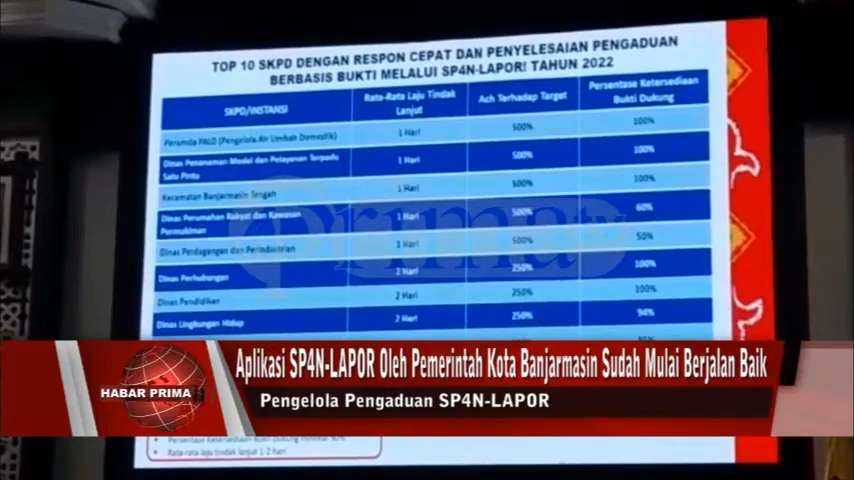 TOP 10 SKPD DENGAN RESPON CEPAT DAN PENYELESAIAN PENGADUAN
BERBASIS BUKTI MELALUI SP4N-LAPOR! TAHUN 2022
SKPD/INSTANSI
Rata-Rata Laju Tindak
Lanjut
Ach Terhadap Target
Persentase Ketersediaan
Bukti Dukung
Perumda PALD (Pengelola Air Limbah Domestik)
1 Hari
500%
100%
Dinas Penanaman Modal dan Pelayanan Terpadu
Satu Pintu
1 Hari
500%
100%
Kecamatan Banjarmasin Tengah
1 Hari
500%
100%
Dinas Perumahan Rakyat dan Kawasan
Permukiman
1 Hari
500%
60%
Dinas Perdagangan dan Perindustrian
1 Hari
500%
50%
Dinas Perhubungan
2 Hari
250%
100%
Dinas Pendidikan
2 Hari
250%
100%
Dinas Lingkungan Hidup
2 Hari
250%
94%
prima tv
HABAR PRIMA
Aplikasi SP4N-LAPOR Oleh Pemerintah Kota Banjarmasin Sudah Mulai Berjalan Baik
Pengelola Pengaduan SP4N-LAPOR
Persentase Ketersediaan Bukti Dukung
Rata-rata laju tindak lanjut 1-2 hari